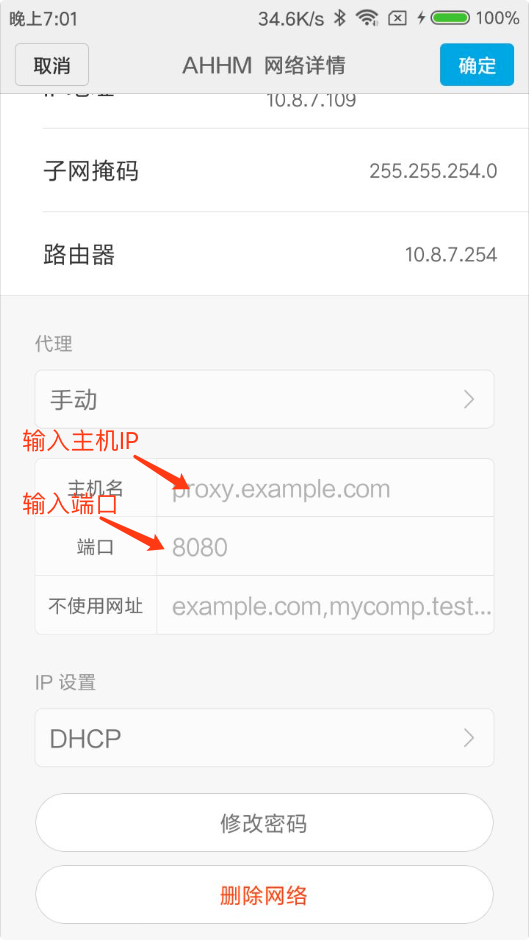 晚上7:01 34.6K/s 100%
取消 AHHM 网络详情 确定
10.8.7.109
子网掩码 255.255.254.0
路由器 10.8.7.254
代理
手动
输入主机IP
主机名 proxy.example.com
输入端口
端口 8080
不使用网址 example.com,mycomp.test...
IP 设置
DHCP
修改密码
删除网络